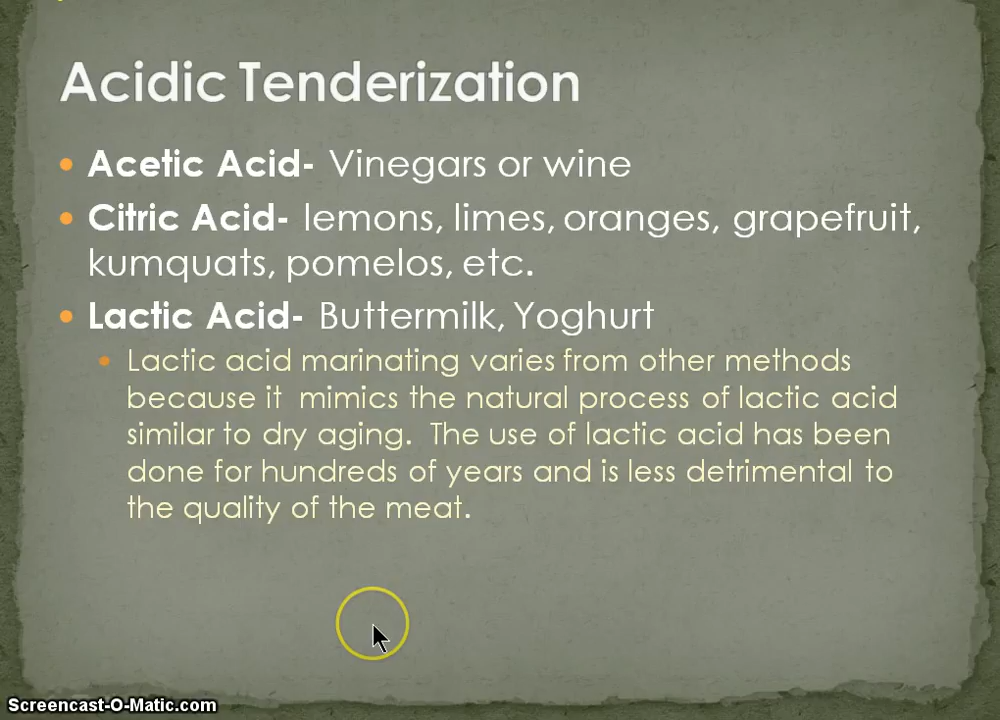 Acidic Tenderization
• Acetic Acid- Vinegars or wine
• Citric Acid- lemons, limes, oranges, grapefruit,
kumquats, pomelos, etc.
• Lactic Acid- Buttermilk, Yoghurt
• Lactic acid marinating varies from other methods
because it  mimics the natural process of lactic acid
similar to dry aging.  The use of lactic acid has been
done for hundreds of years and is less detrimental to
the quality of the meat.
Screencast-O-Matic.com